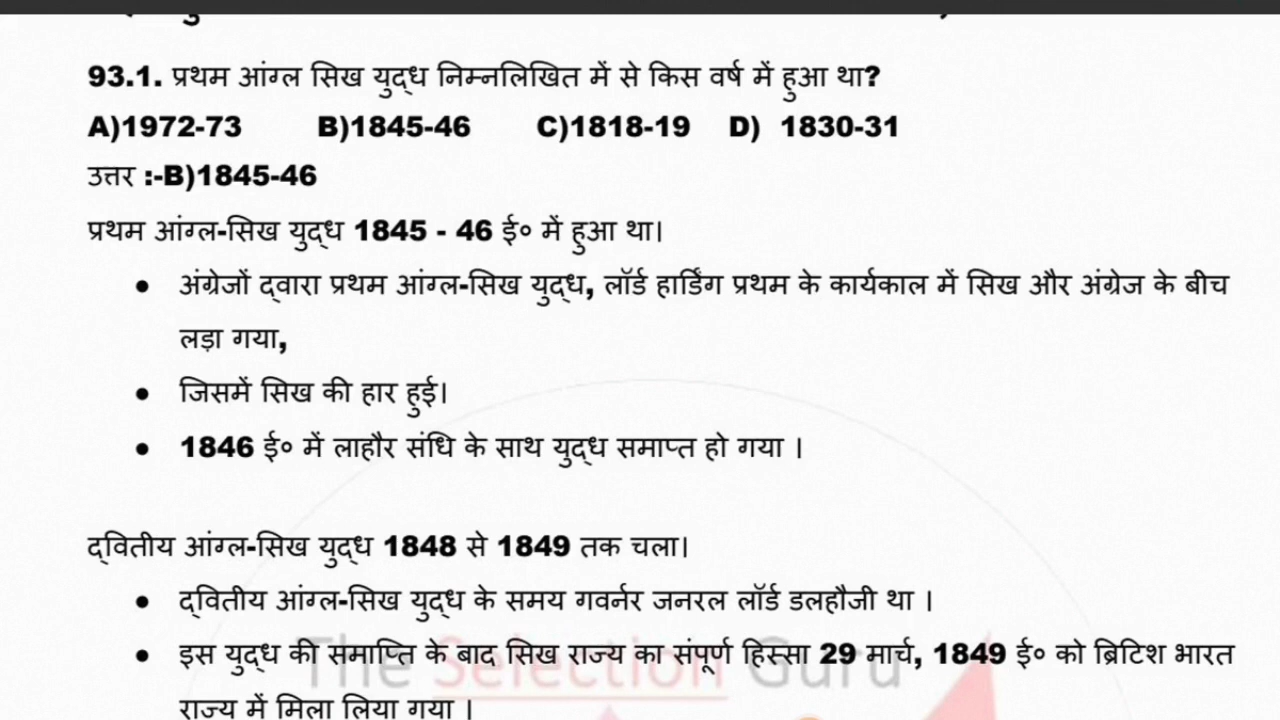 93.1. प्रथम आंग्ल सिख युद्ध निम्नलिखित में से किस वर्ष में हुआ था?
A)1972-73 B)1845-46 C)1818-19 D) 1830-31
उत्तर :-B)1845-46
प्रथम आंग्ल-सिख युद्ध 1845 - 46 ई० में हुआ था।
● अंग्रेजों द्वारा प्रथम आंग्ल-सिख युद्ध, लॉर्ड हार्डिंग प्रथम के कार्यकाल में सिख और अंग्रेज के बीच
लड़ा गया,
● जिसमें सिख की हार हुई।
● 1846 ई० में लाहौर संधि के साथ युद्ध समाप्त हो गया ।
द्वितीय आंग्ल-सिख युद्ध 1848 से 1849 तक चला।
● द्वितीय आंग्ल-सिख युद्ध के समय गवर्नर जनरल लॉर्ड डलहौजी था ।
● इस युद्ध की समाप्ति के बाद सिख राज्य का संपूर्ण हिस्सा 29 मार्च, 1849 ई० को ब्रिटिश भारत
The Selection Guru
राज्य में मिला लिया गया ।